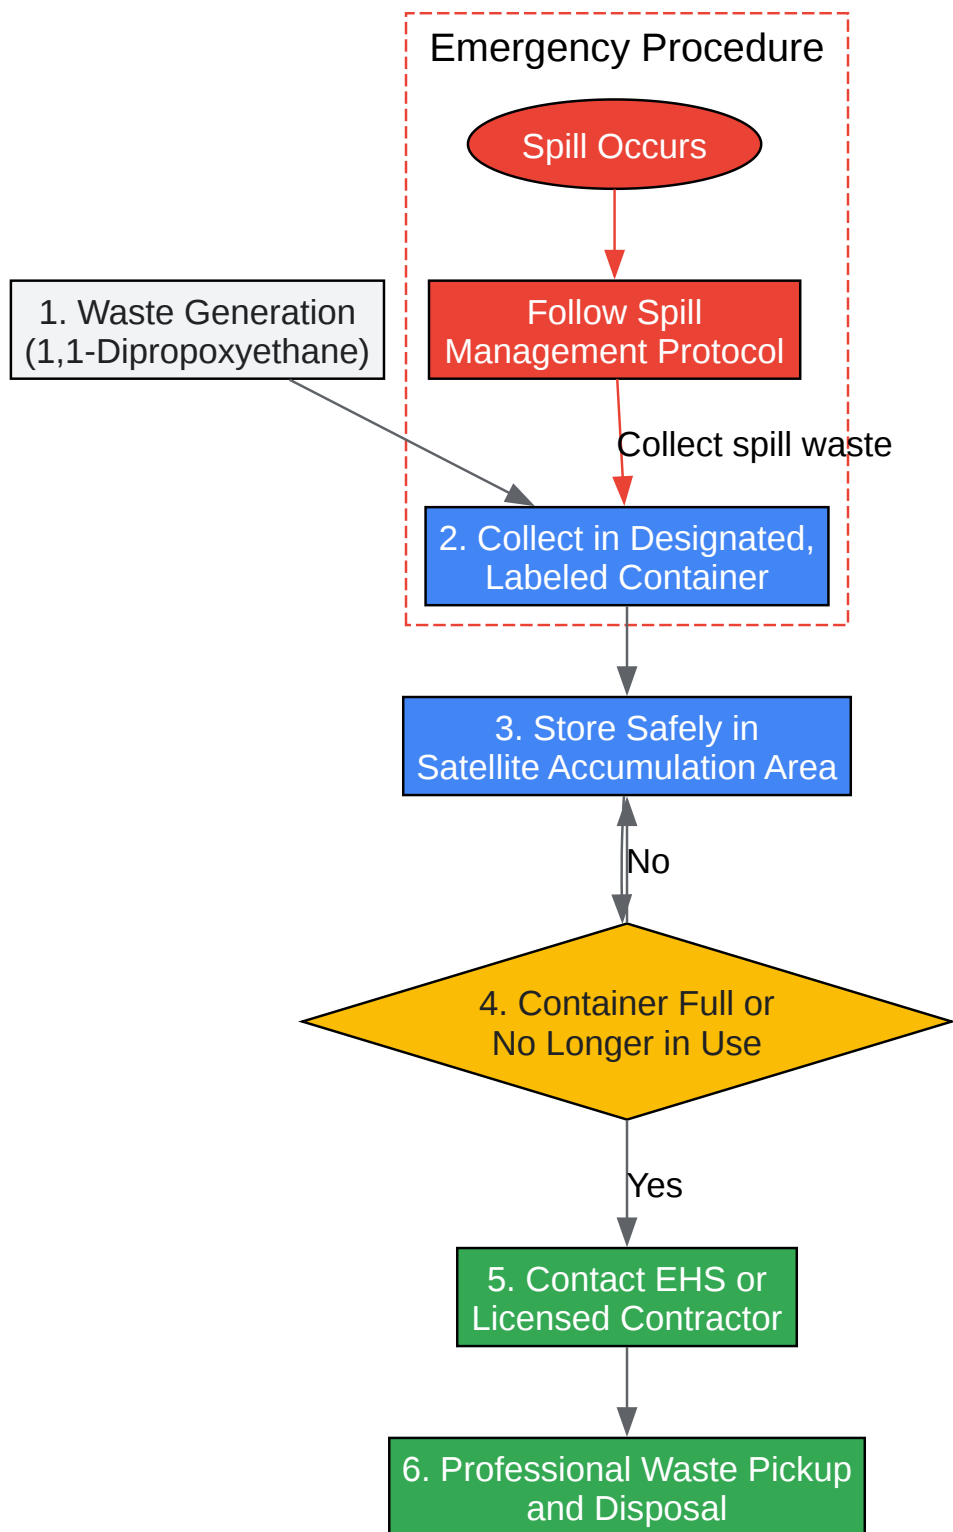 Emergency Procedure
Spill Occurs
1. Waste Generation
(1,1-Dipropoxyethane)
Follow Spill
Management Protocol
Collect spill waste
2. Collect in Designated,
Labeled Container
3. Store Safely in
Satellite Accumulation Area
No
4. Container Full or
No Longer in Use
Yes
5. Contact EHS or
Licensed Contractor
6. Professional Waste Pickup
and Disposal